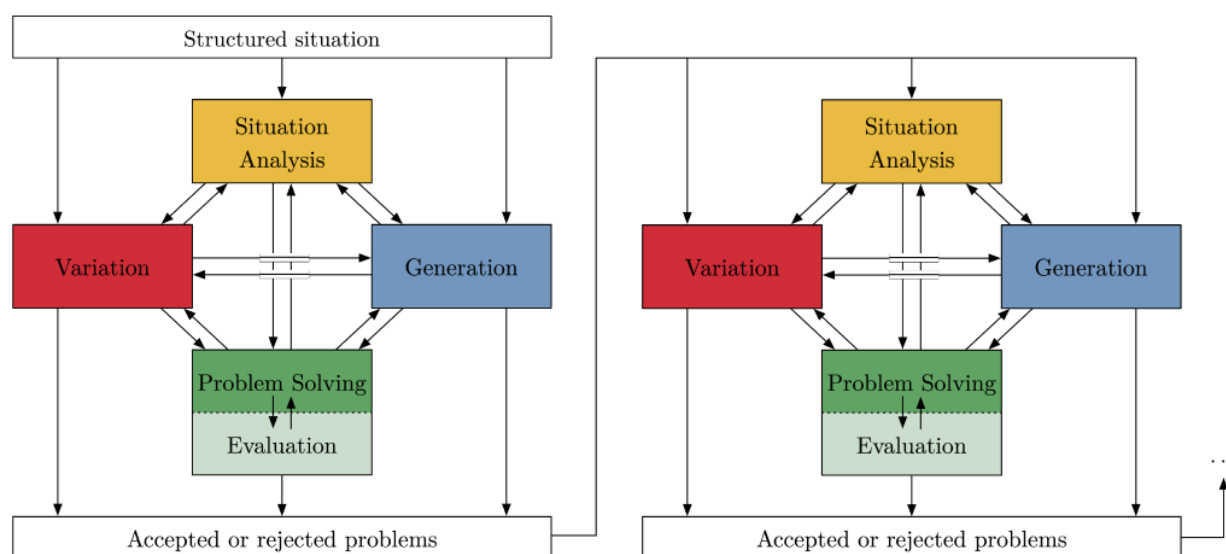 Structured situation
Situation
Analysis
Variation
Generation
Problem Solving
Evaluation
Accepted or rejected problems
Situation
Analysis
Variation
Generation
Problem Solving
Evaluation
...
Accepted or rejected problems